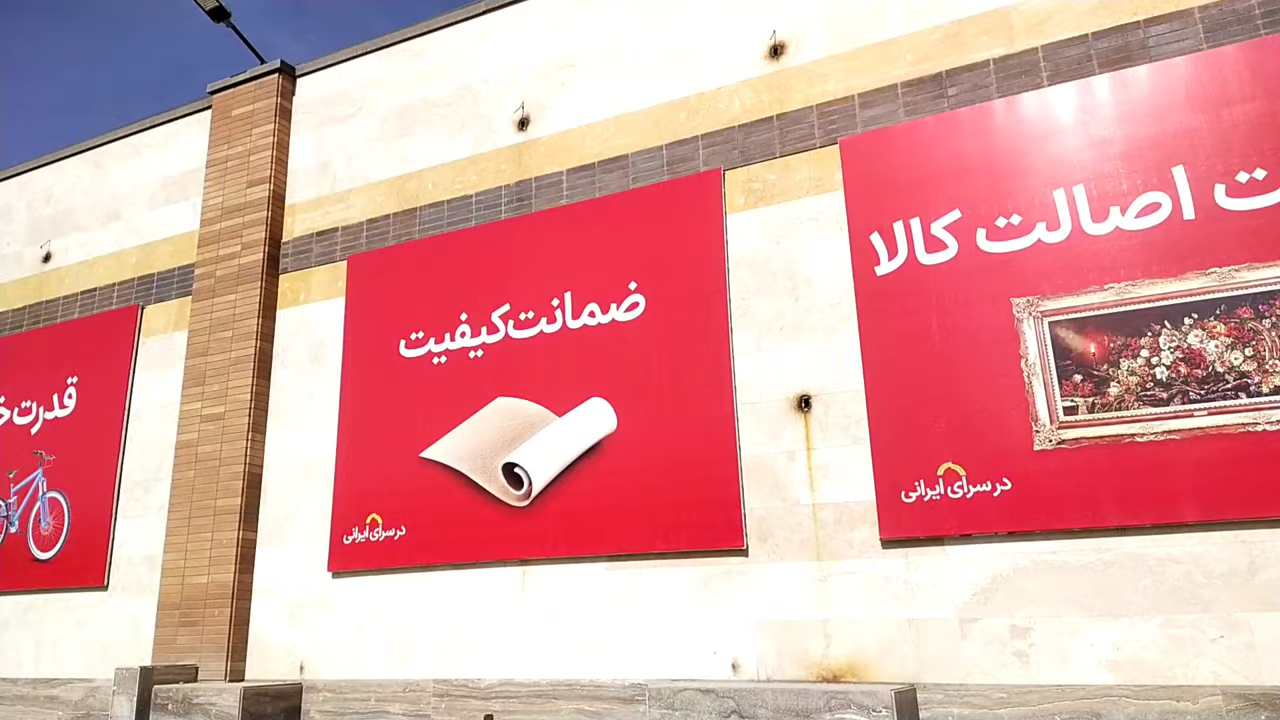 ت اصالت کالا
در سرای ایرانی
ضمانت کیفیت
در سرای ایرانی
قدرت